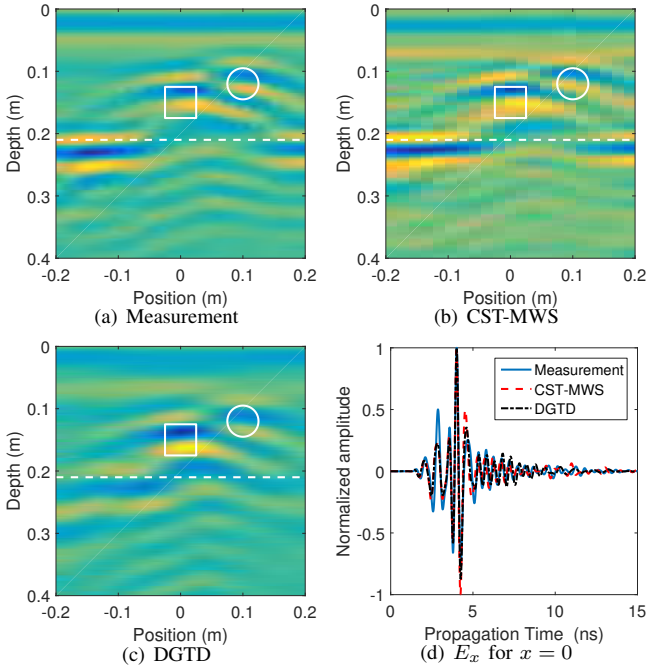 0
0.1
0.2
0.3
0.4
Depth (m)
-0.2 -0.1 0 0.1 0.2
Position (m)
(a) Measurement
0
0.1
0.2
0.3
0.4
Depth (m)
-0.2 -0.1 0 0.1 0.2
Position (m)
(b) CST-MWS
0
0.1
0.2
0.3
0.4
Depth (m)
-0.2 -0.1 0 0.1 0.2
Position (m)
(c) DGTD
1
0.5
0
-0.5
-1
Normalized amplitude
Measurement
CST-MWS
DGTD
0 5 10 15
Propagation Time (ns)
(d) Eₓ for x = 0